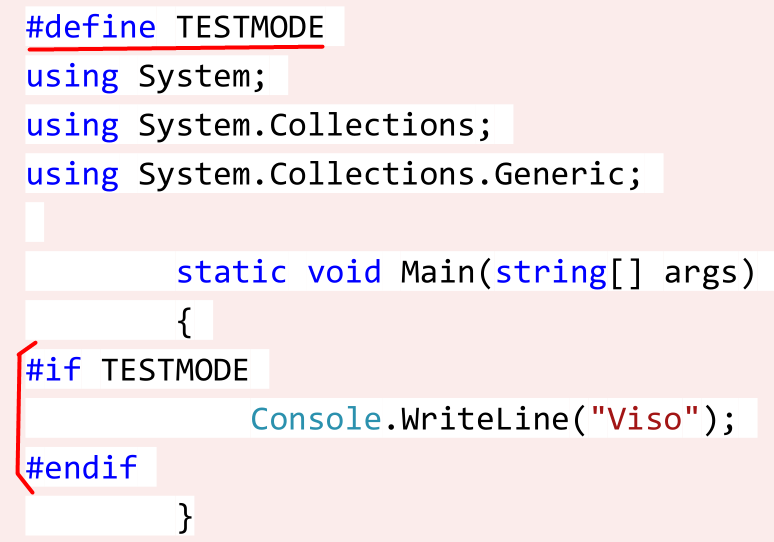 #define TESTMODE
using System;
using System.Collections;
using System.Collections.Generic;
static void Main(string[] args)
{
#if TESTMODE
Console.WriteLine("Viso");
#endif
}